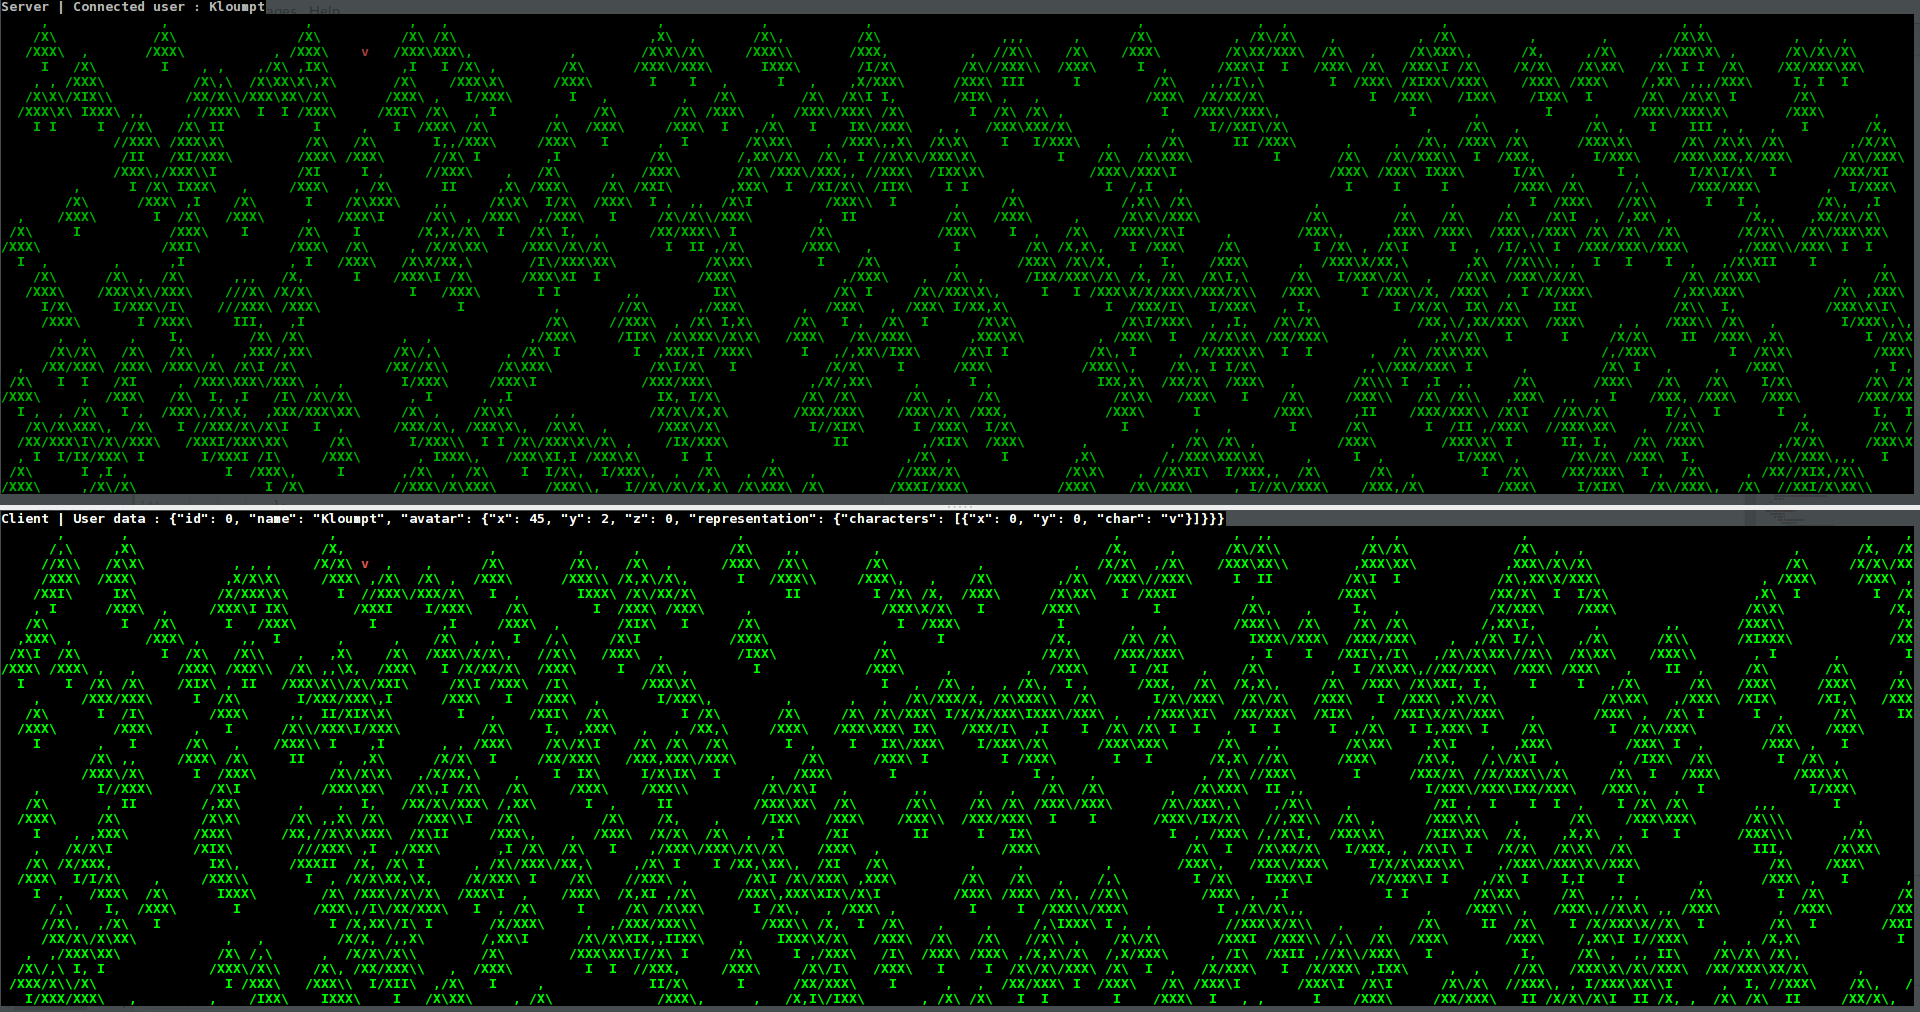 Server | Connected user : Kloumpt
Help
Client | User data : {"id": 0, "name": "Kloumpt", "avatar": {"x": 45, "y": 2, "z": 0, "representation": {"characters": [{"x": 0, "y": 0, "char": "v"}]}}}